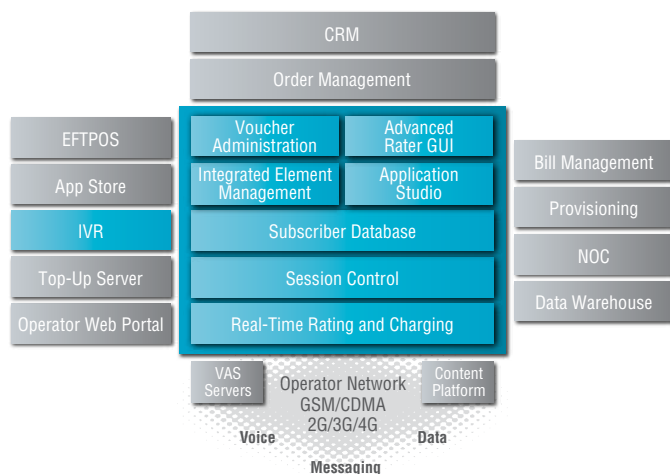 CRM
Order Management
EFTPOS
App Store
IVR
Top-Up Server
Operator Web Portal
Voucher
Administration
Advanced
Rater GUI
Integrated Element
Management
Application
Studio
Subscriber Database
Session Control
Real-Time Rating and Charging
Bill Management
Provisioning
NOC
Data Warehouse
VAS
Servers
Operator Network
GSM/CDMA
2G/3G/4G
Content
Platform
Voice
Data
Messaging